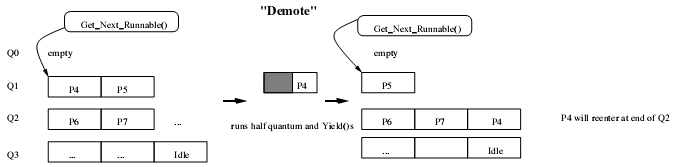 "Demote"
Get_Next_Runnable()
Get_Next_Runnable()
Q0 empty empty
Q1 P4 P5 P4 P5
Q2 P6 P7 ... runs half quantum and Yield()s P6 P7 P4 P4 will reenter at end of Q2
Q3 ... ... Idle ... Idle